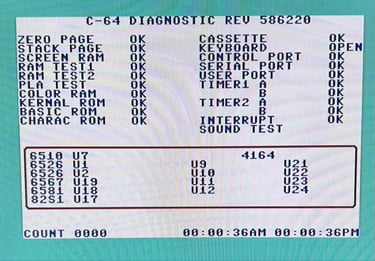 C-64 DIAGNOSTIC REV 586220
ZERO PAGE OK CASSETTE OK
STACK PAGE OK KEYBOARD OPEN
SCREEN RAM OK CONTROL PORT OK
RAM TEST1 OK SERIAL PORT OK
RAM TEST2 OK USER PORT OK
PLA TEST OK TIMER1 A OK
COLOR RAM OK B OK
KERNAL ROM OK TIMER2 A OK
BASIC ROM OK B OK
CHARAC ROM OK INTERRUPT OK
SOUND TEST
6510 U7 4164
6526 U1 U9 U21
6526 U2 U10 U22
6567 U19 U11 U23
6581 U18 U12 U24
82S1 U17
COUNT 0000 00:00:36AM 00:00:36PM